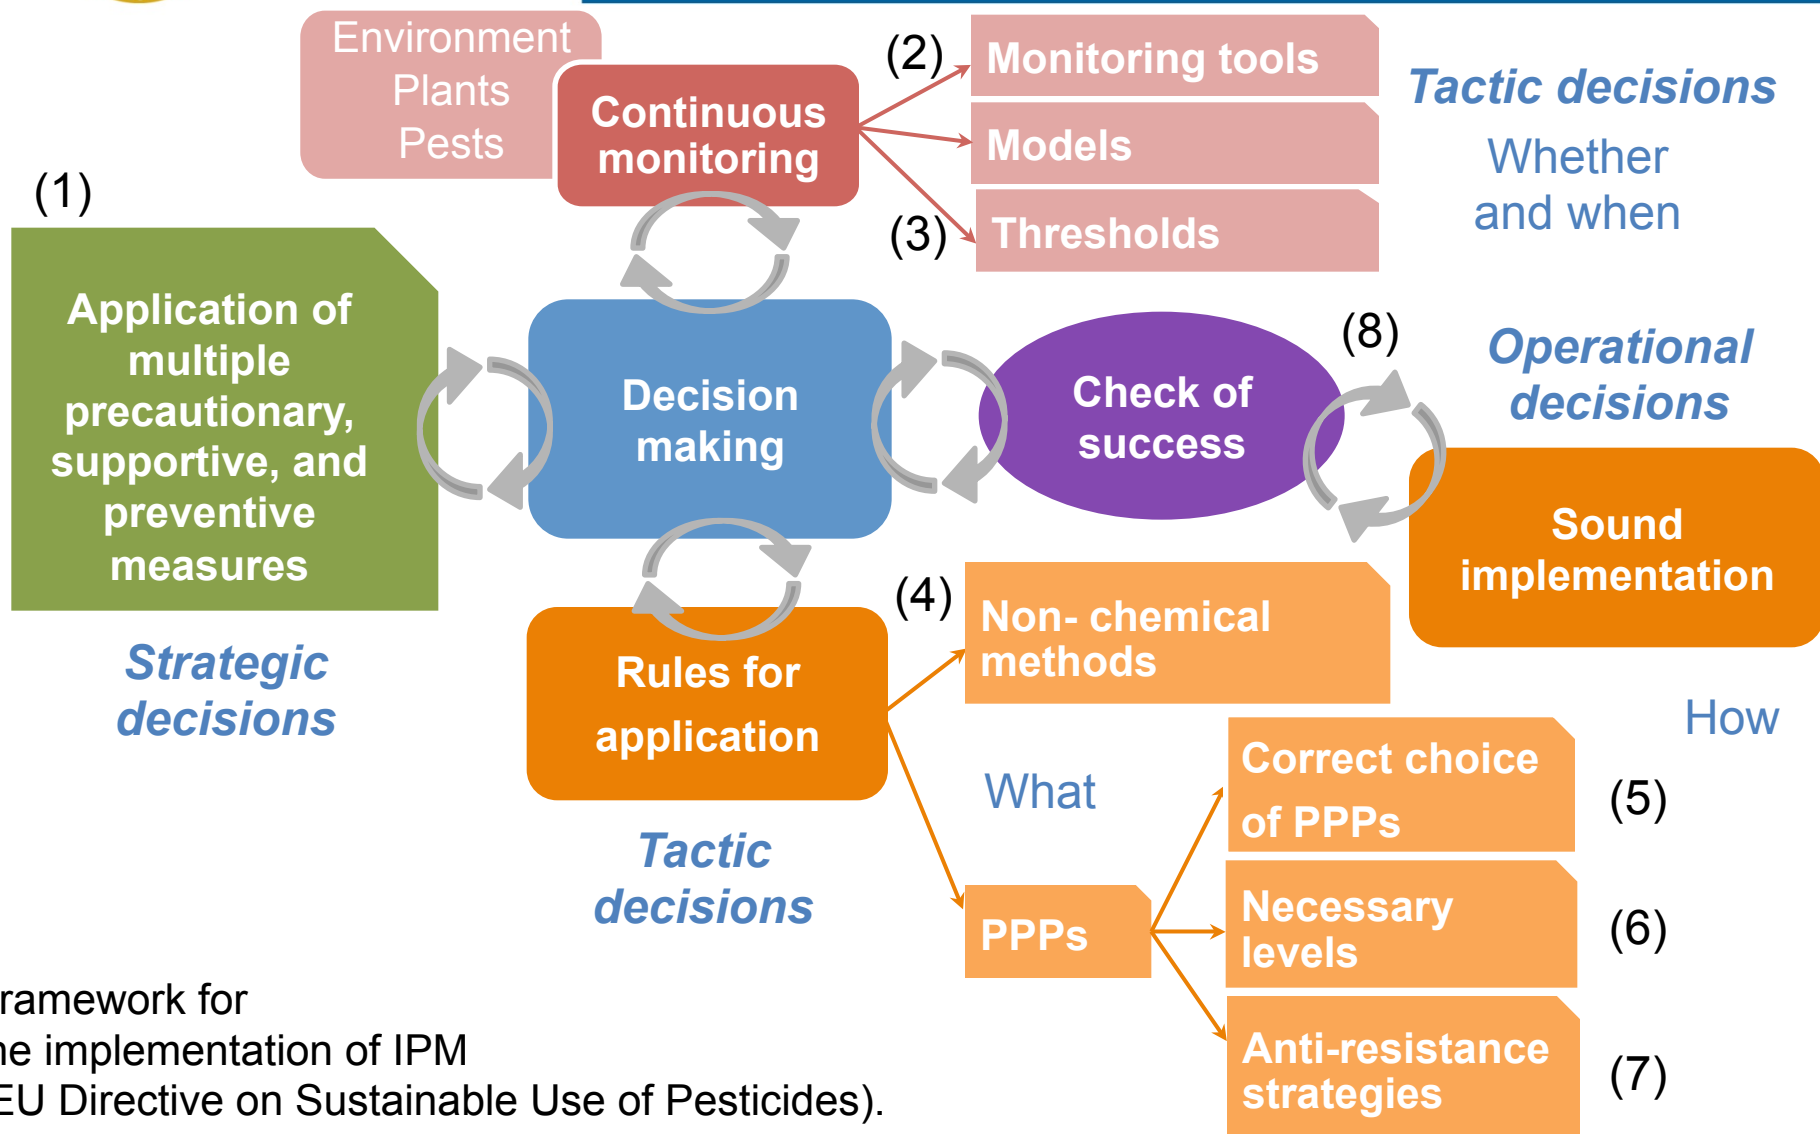 Environment
Plants
Pests
Continuous
monitoring
(2)
Monitoring tools
Models
(3)
Thresholds
Tactic decisions
Whether
and when
(1)
Application of
multiple
precautionary,
supportive, and
preventive
measures
Strategic
decisions
Decision
making
Check of
success
(8)
Operational
decisions
Sound
implementation
How
Rules for
application
Tactic
decisions
(4)
Non- chemical
methods
What
PPPs
Correct choice
of PPPs
(5)
Necessary
levels
(6)
Anti-resistance
strategies
(7)
ramework for
ne implementation of IPM
EU Directive on Sustainable Use of Pesticides).